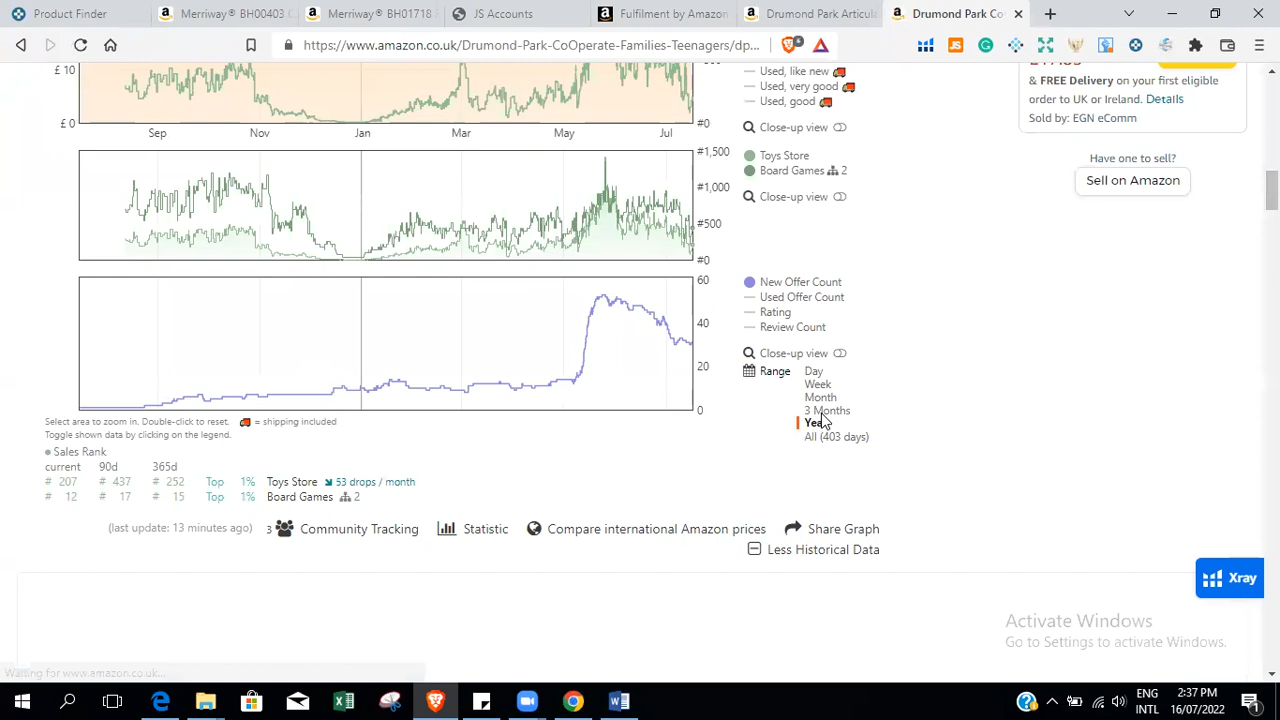 Product Finder
Merriway® BH00403
Merriway® BH01718
JS Accounts
Fulfilment by Amazon
Drumond Park Articula
Drumond Park Co
https://www.amazon.co.uk/Drumond-Park-CoOperate-Families-Teenagers/dp...
£ 10
Used, like new
Used, very good
Used, good
£ 0
#0
Sep Nov Jan Mar May Jul
Close-up view
& FREE Delivery on your first eligible
order to UK or Ireland. Details
Sold by: EGN eComm
Have one to sell?
Sell on Amazon
#1,500
#1,000
#500
#0
Toys Store
Board Games 2
Close-up view
60
40
20
0
New Offer Count
Used Offer Count
Rating
Review Count
Close-up view
Range Day
Week
Month
3 Months
Year
All (403 days)
Select area to zoom in. Double-click to reset. = shipping included
Toggle shown data by clicking on the legend.
Sales Rank
current 90d 365d
# 207 # 437 # 252 Top 1% Toys Store 53 drops / month
# 12 # 17 # 15 Top 1% Board Games 2
(last update: 13 minutes ago) 3 Community Tracking Statistic Compare international Amazon prices Share Graph
Less Historical Data
Xray
Activate Windows
Go to Settings to activate Windows.
Waiting for www.amazon.co.uk...
ENG
INTL
2:37 PM
16/07/2022